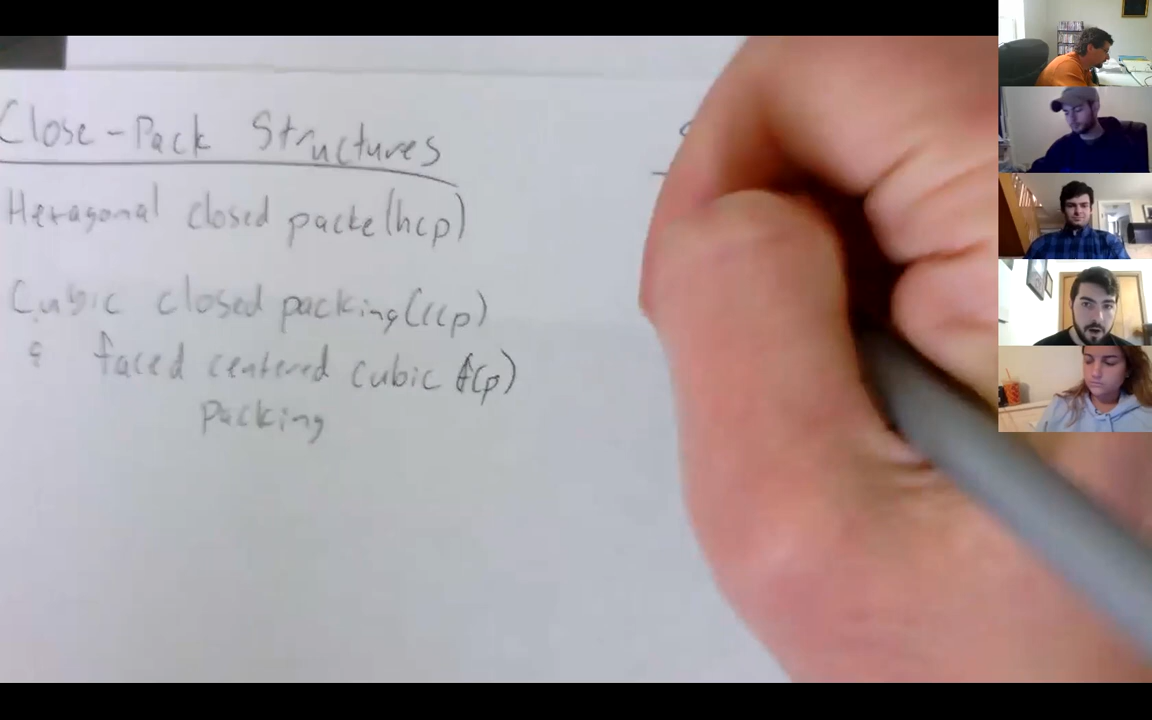 Close-Pack Structures
Hexagonal closed packe(hcp)
Cubic closed packing(ccp)
& faced centered cubic fcp)
packing